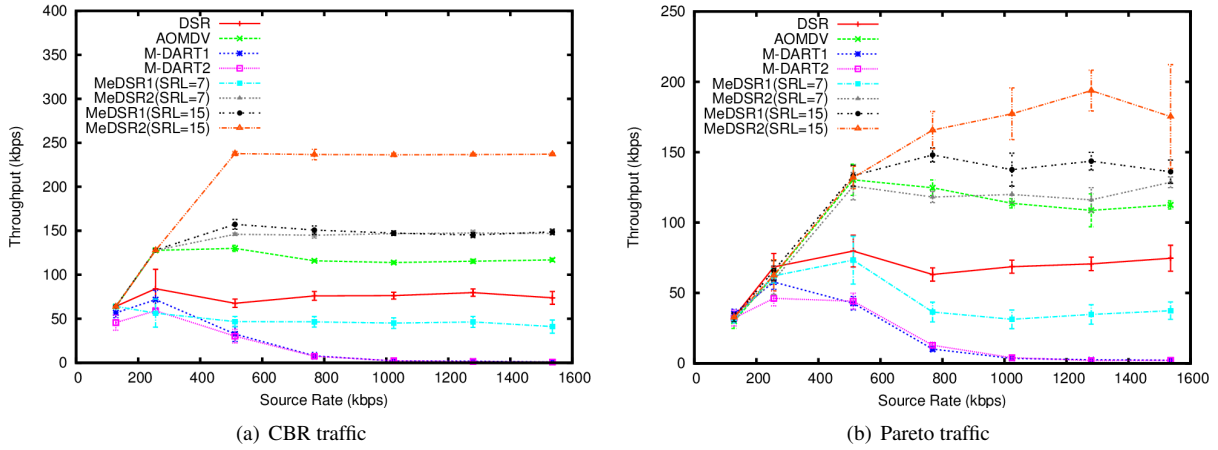 400
350
300
250
200
150
100
50
0
Throughput (kbps)
DSR
AOMDV
M-DART1
M-DART2
MeDSR1(SRL=7)
MeDSR2(SRL=7)
MeDSR1(SRL=15)
MeDSR2(SRL=15)
0 200 400 600 800 1000 1200 1400 1600
Source Rate (kbps)
(a) CBR traffic
250
200
150
100
50
0
Throughput (kbps)
DSR
AOMDV
M-DART1
M-DART2
MeDSR1(SRL=7)
MeDSR2(SRL=7)
MeDSR1(SRL=15)
MeDSR2(SRL=15)
0 200 400 600 800 1000 1200 1400 1600
Source Rate (kbps)
(b) Pareto traffic